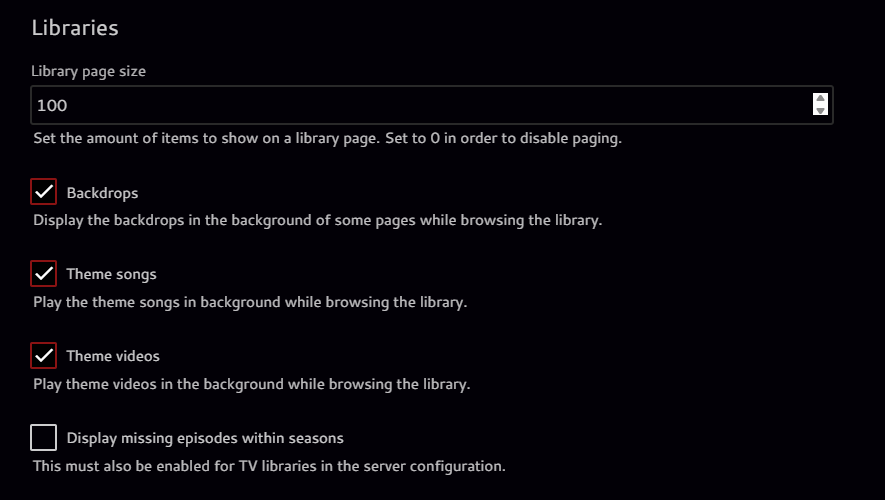 Libraries
Library page size
100
Set the amount of items to show on a library page. Set to 0 in order to disable paging.
Backdrops
Display the backdrops in the background of some pages while browsing the library.
Theme songs
Play the theme songs in background while browsing the library.
Theme videos
Play theme videos in the background while browsing the library.
Display missing episodes within seasons
This must also be enabled for TV libraries in the server configuration.